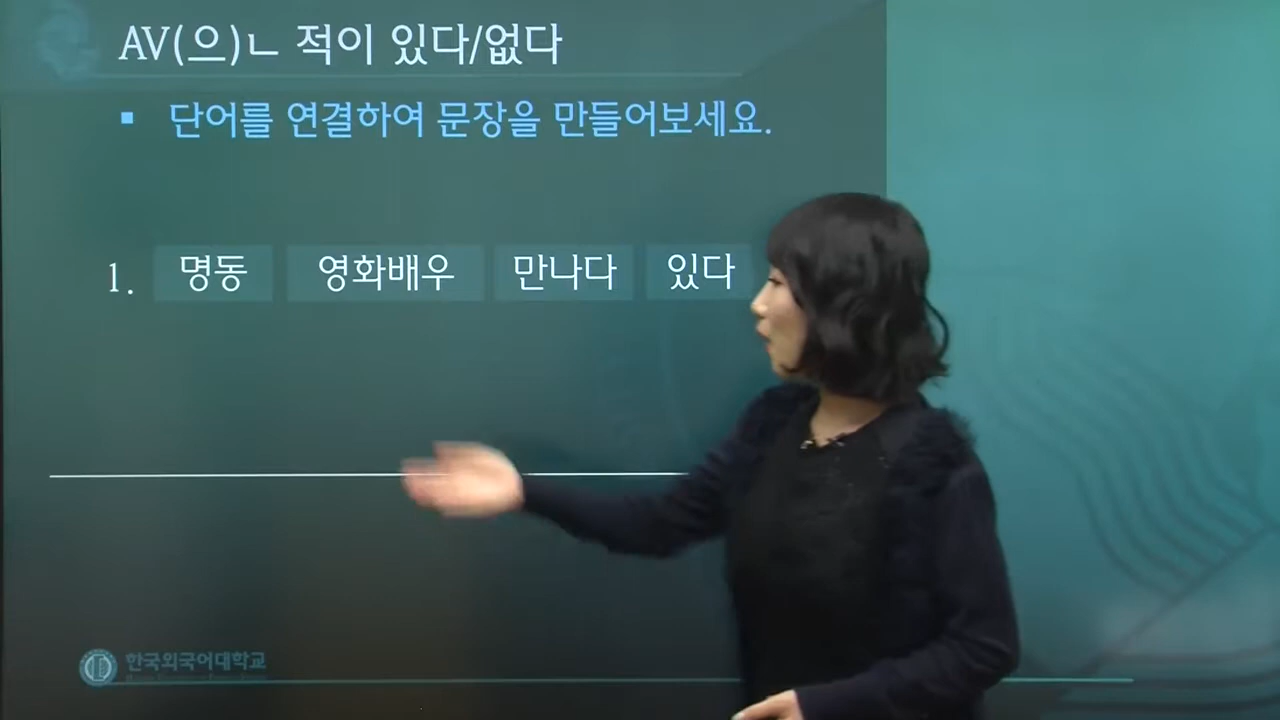 AV(으)ㄴ 적이 있다/없다
▪ 단어를 연결하여 문장을 만들어보세요.
1. 명동 영화배우 만나다 있다
한국외국어대학교